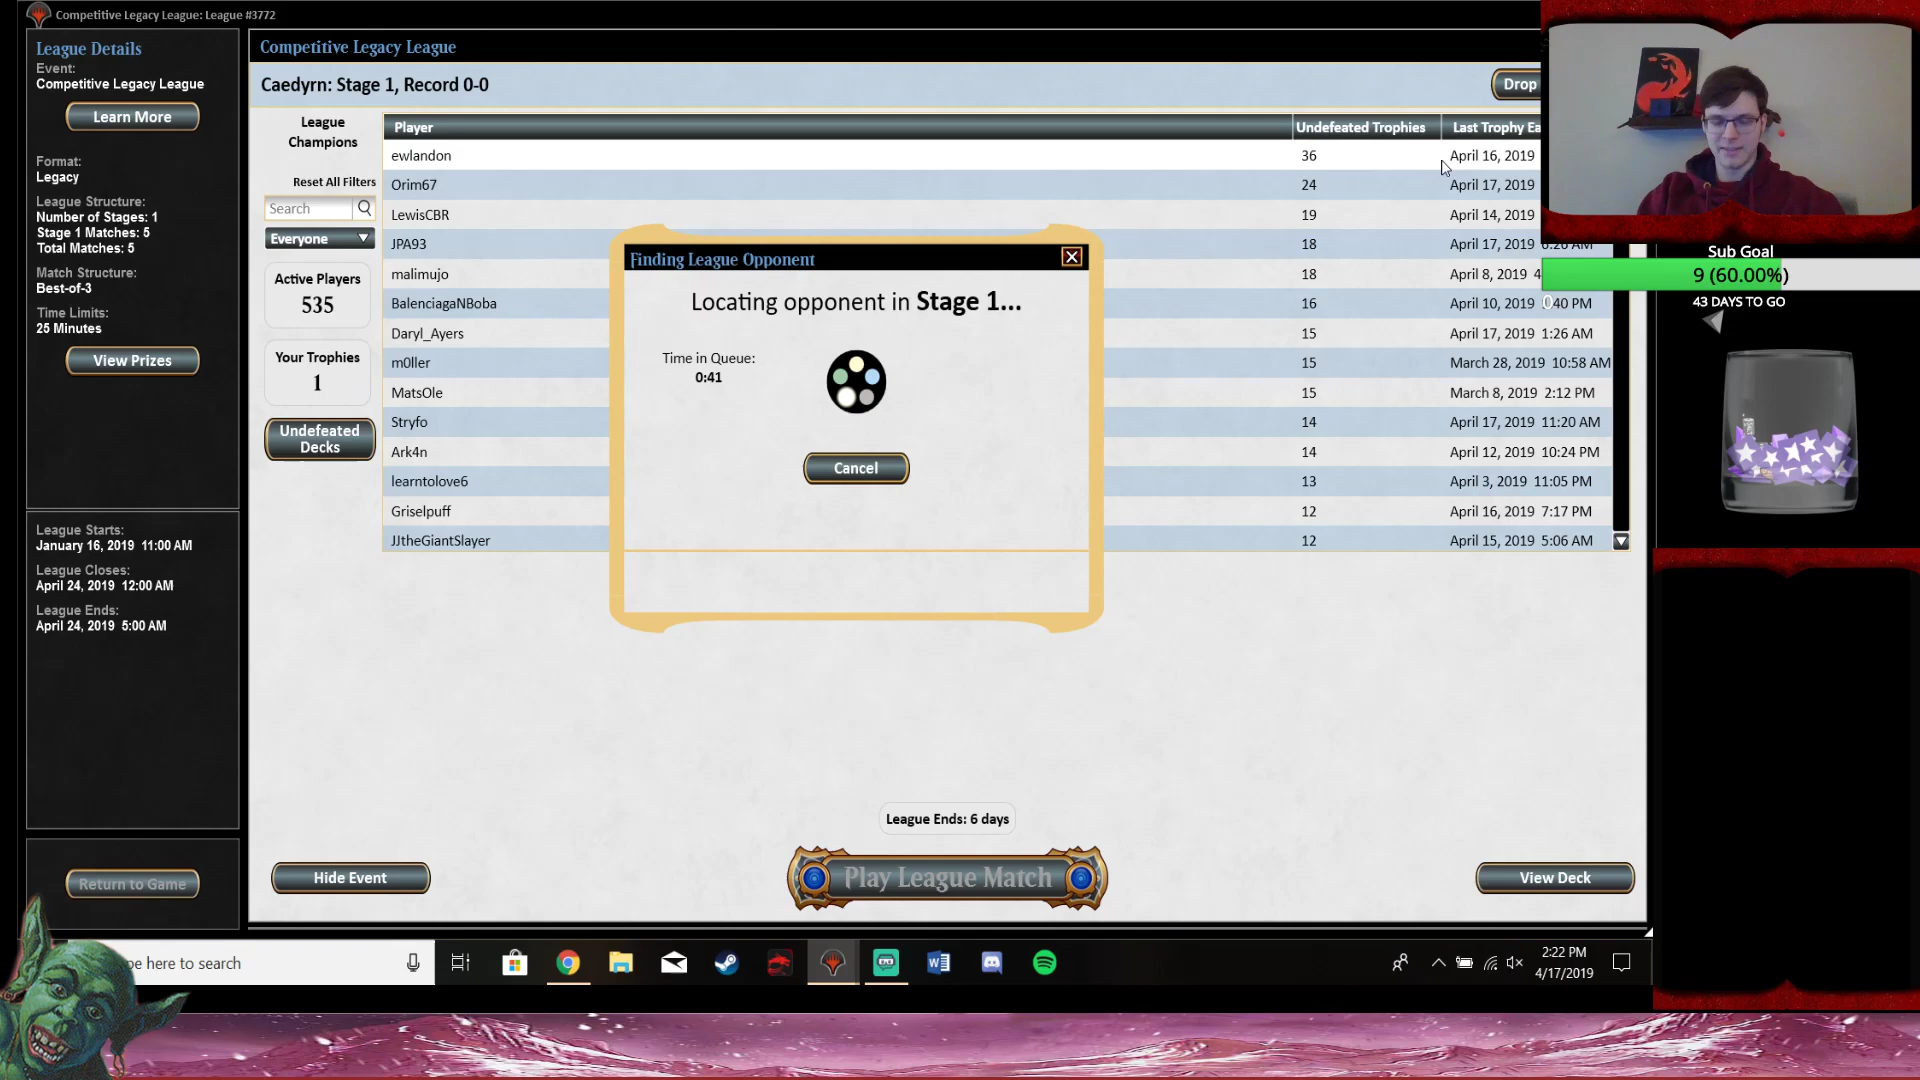 Competitive Legacy League: League #3772
League Details
Event:
Competitive Legacy League
Learn More
Format:
Legacy
League Structure:
Number of Stages: 1
Stage 1 Matches: 5
Total Matches: 5
Match Structure:
Best-of-3
Time Limits:
25 Minutes
View Prizes
League Starts:
January 16, 2019 11:00 AM
League Closes:
April 24, 2019 12:00 AM
League Ends:
April 24, 2019 5:00 AM
Return to Game
Competitive Legacy League
Caedyrn: Stage 1, Record 0-0
Drop
League
Champions
Reset All Filters
Search
Everyone
Active Players
535
Your Trophies
1
Undefeated
Decks
Player Undefeated Trophies Last Trophy Ea
ewlandon 36 April 16, 2019
Orim67 24 April 17, 2019
LewisCBR 19 April 14, 2019
JPA93 18 April 17, 2019 6:26 AM
malimujo 18 April 8, 2019 4
BalenciagaNBoba 16 April 10, 2019 40 PM
Daryl_Ayers 15 April 17, 2019 1:26 AM
m0ller 15 March 28, 2019 10:58 AM
MatsOle 15 March 8, 2019 2:12 PM
Stryfo 14 April 17, 2019 11:20 AM
Ark4n 14 April 12, 2019 10:24 PM
learntolove6 13 April 3, 2019 11:05 PM
Griselpuff 12 April 16, 2019 7:17 PM
JJtheGiantSlayer 12 April 15, 2019 5:06 AM
Finding League Opponent
Locating opponent in Stage 1...
Time in Queue:
0:41
Cancel
League Ends: 6 days
Hide Event
Play League Match
View Deck
Sub Goal
9 (60.00%)
0
43 DAYS TO GO
pe here to search
2:22 PM
4/17/2019